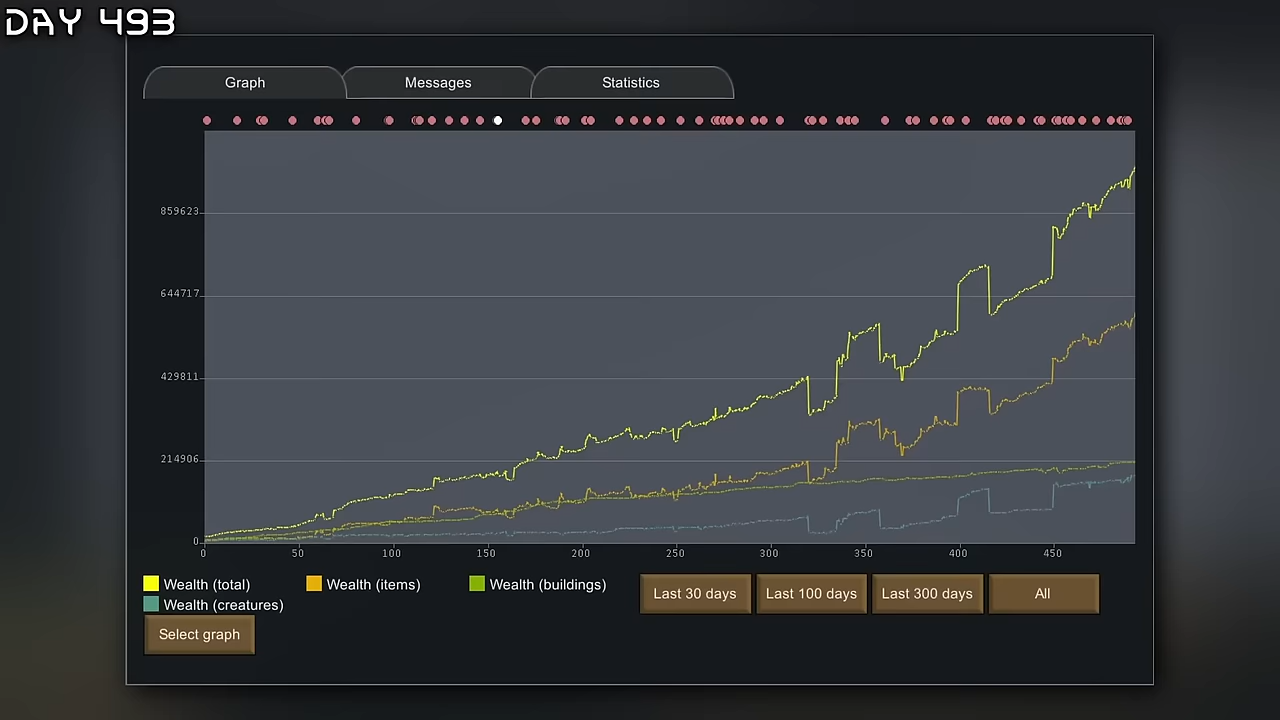 DAY 493
Graph Messages Statistics
859623
644717
429811
214906
0
0 50 100 150 200 250 300 350 400 450
Wealth (total) Wealth (items) Wealth (buildings)
Wealth (creatures)
Last 30 days Last 100 days Last 300 days All
Select graph